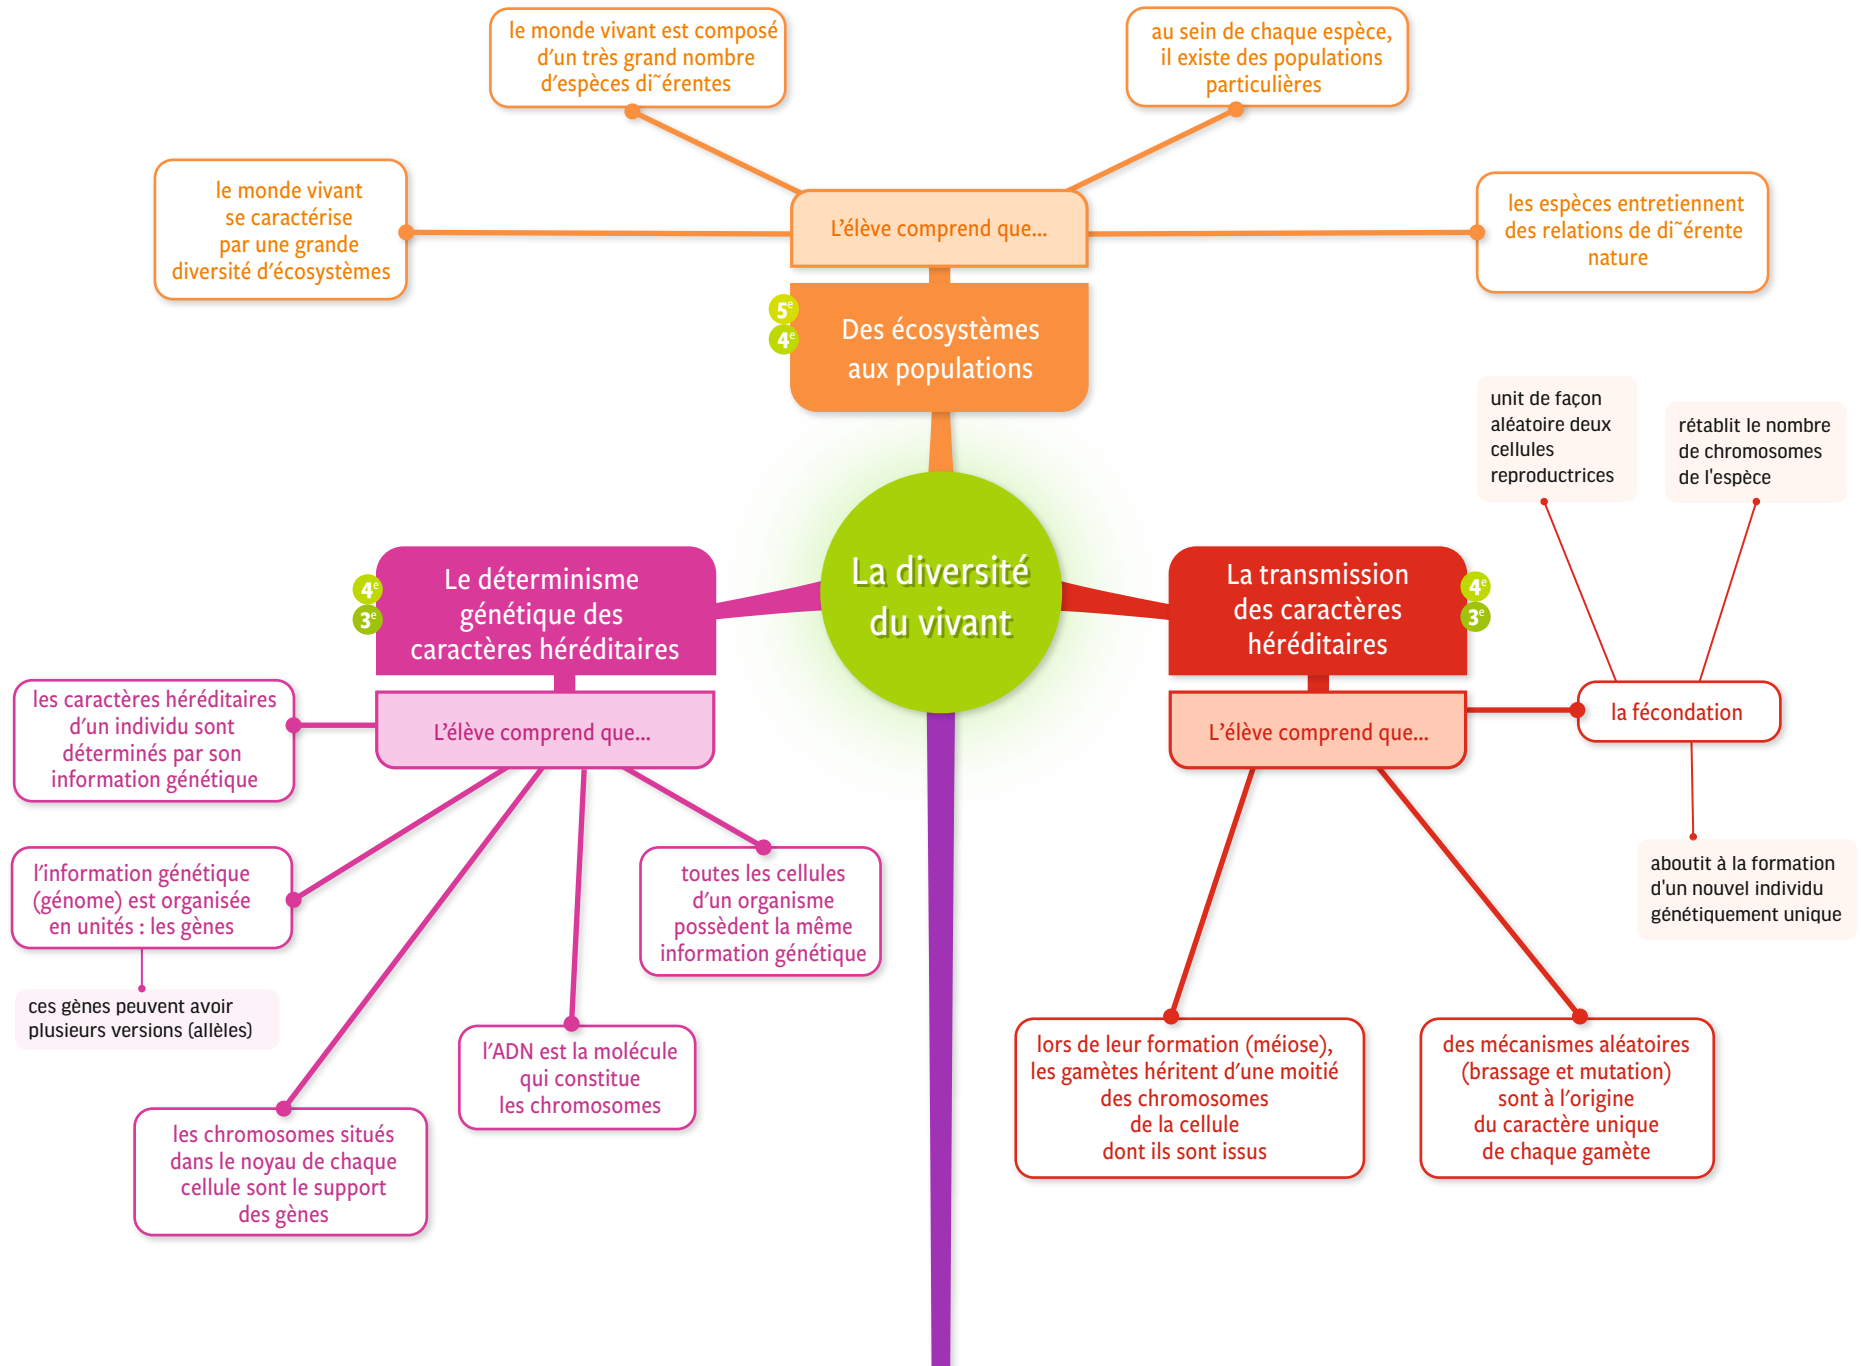 le monde vivant est composé
d'un très grand nombre
d'espèces di˜érentes
au sein de chaque espèce,
il existe des populations
particulières
le monde vivant
se caractérise
par une grande
diversité d'écosystèmes
L'élève comprend que...
les espèces entretiennent
des relations de di˜érente
nature
5e
4e
Des écosystèmes
aux populations
unit de façon
aléatoire deux
cellules
reproductrices
rétablit le nombre
de chromosomes
de l'espèce
La diversité
du vivant
4e
3e
Le déterminisme
génétique des
caractères héréditaires
La transmission
des caractères
héréditaires
4e
3e
les caractères héréditaires
d'un individu sont
déterminés par son
information génétique
L'élève comprend que...
L'élève comprend que...
la fécondation
l'information génétique
(génome) est organisée
en unités : les gènes
toutes les cellules
d'un organisme
possèdent la même
information génétique
aboutit à la formation
d'un nouvel individu
génétiquement unique
ces gènes peuvent avoir
plusieurs versions (allèles)
l'ADN est la molécule
qui constitue
les chromosomes
lors de leur formation (méiose),
les gamètes héritent d'une moitié
des chromosomes
de la cellule
dont ils sont issus
des mécanismes aléatoires
(brassage et mutation)
sont à l'origine
du caractère unique
de chaque gamète
les chromosomes situés
dans le noyau de chaque
cellule sont le support
des gènes